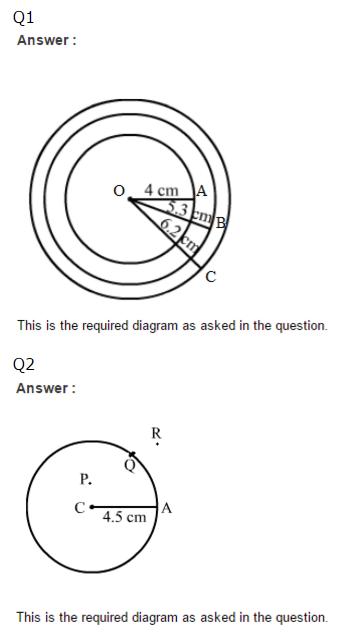 Q1
Answer :
O 4 cm A
5.3 cm B
6.2 cm
C
This is the required diagram as asked in the question.
Q2
Answer :
R
Q
P.
C A
4.5 cm
This is the required diagram as asked in the question.